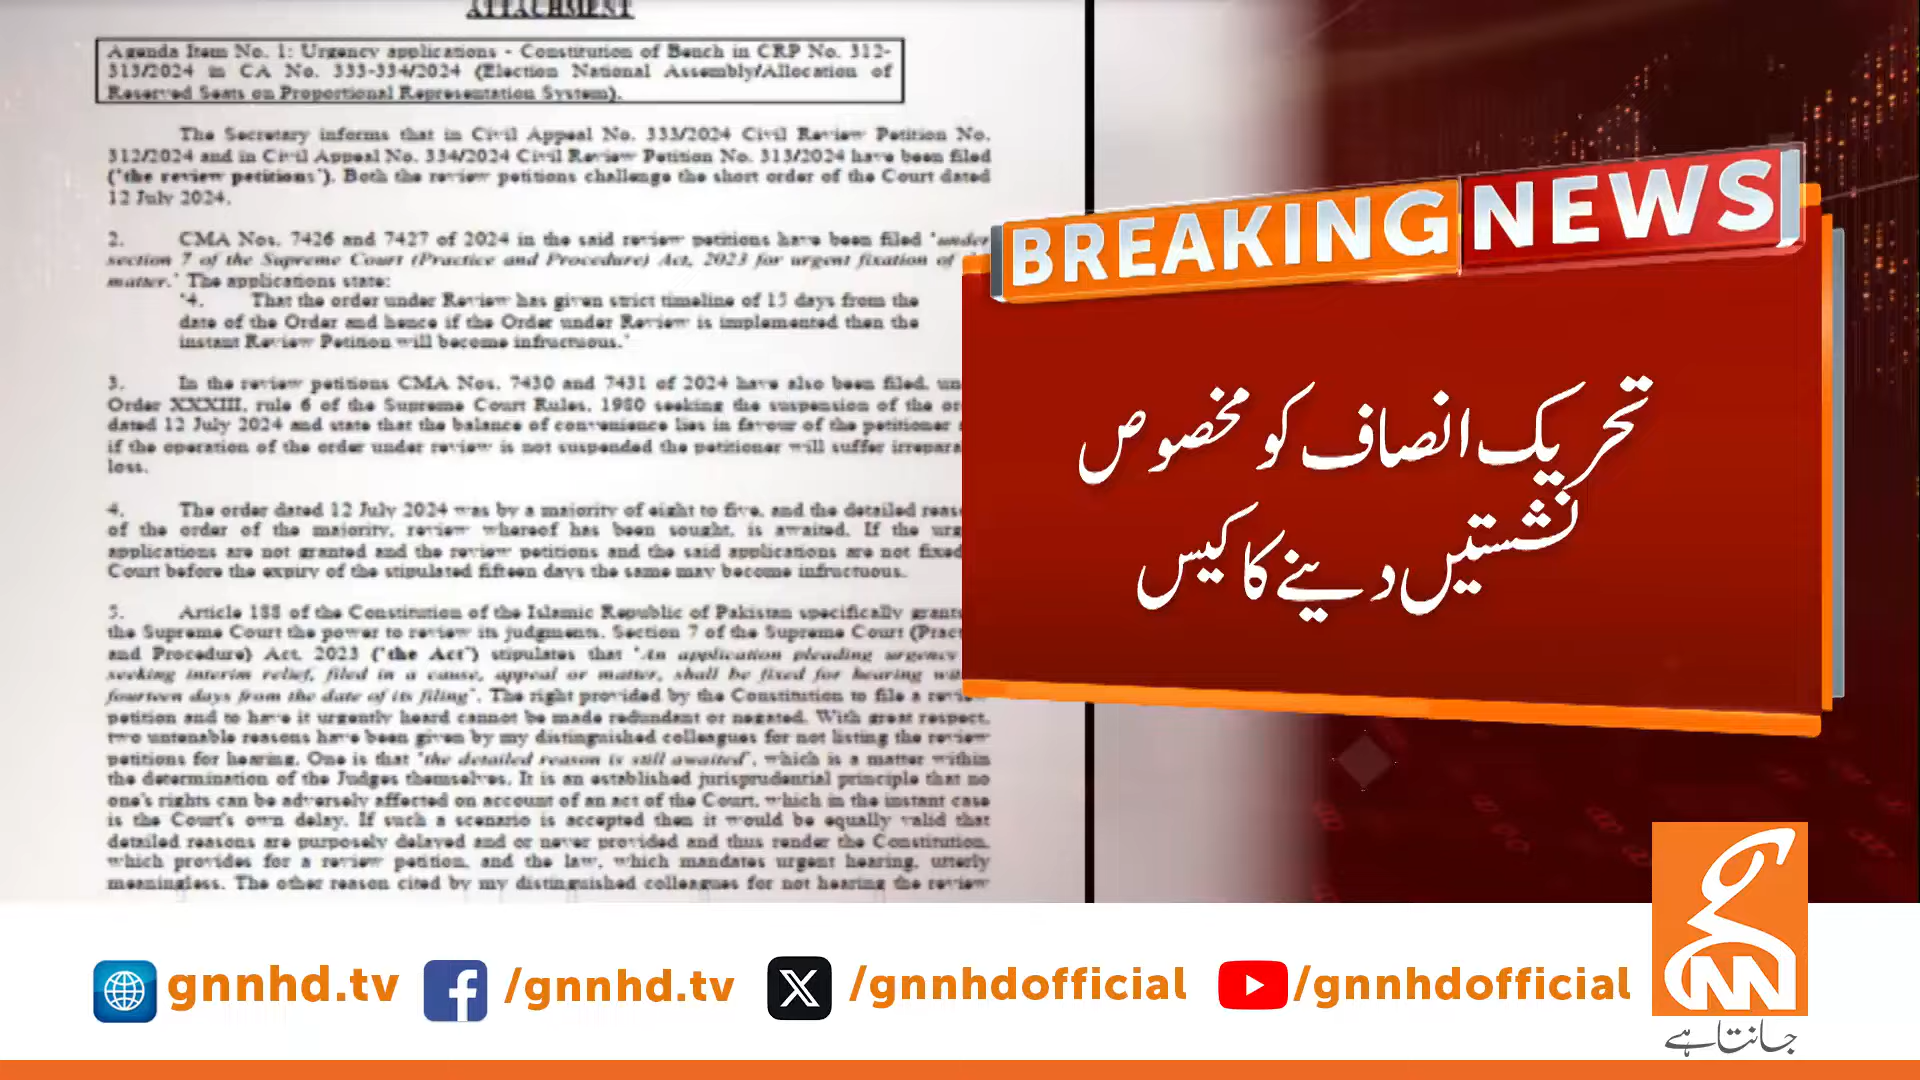 ATTACHMENT
Agenda Item No. 1: Urgency applications - Constitution of Bench in CRP No. 312-
313/2024 in CA No. 333-334/2024 (Election National Assembly/Allocation of
Reserved Seats on Proportional Representation System).
The Secretary informs that in Civil Appeal No. 333/2024 Civil Review Petition No.
312/2024 and in Civil Appeal No. 334/2024 Civil Review Petition No. 313/2024 have been filed
('the review petitions'). Both the review petitions challenge the short order of the Court dated
12 July 2024.
2. CMA Nos. 7426 and 7427 of 2024 in the said review petitions have been filed 'under
section 7 of the Supreme Court (Practice and Procedure) Act, 2023 for urgent fixation of
matter.' The applications state:
'4. That the order under Review has given strict timeline of 15 days from the
date of the Order and hence if the Order under Review is implemented then the
instant Review Petition will become infructuous.'
3. In the review petitions CMA Nos. 7430 and 7431 of 2024 have also been filed, un
Order XXXIII, rule 6 of the Supreme Court Rules, 1980 seeking the suspension of the or
dated 12 July 2024 and state that the balance of convenience lies in favour of the petitioner
if the operation of the order under review is not suspended the petitioner will suffer irrepara
loss.
4. The order dated 12 July 2024 was by a majority of eight to five, and the detailed reas
of the order of the majority, review whereof has been sought, is awaited. If the urg
applications are not granted and the review petitions and the said applications are not fixed
Court before the expiry of the stipulated fifteen days the same may become infructuous.
5. Article 188 of the Constitution of the Islamic Republic of Pakistan specifically grant
the Supreme Court the power to review its judgments. Section 7 of the Supreme Court (Pract
and Procedure) Act, 2023 ('the Act') stipulates that 'An application pleading urgency
seeking interim relief, filed in a cause, appeal or matter, shall be fixed for hearing wit
fourteen days from the date of its filing'. The right provided by the Constitution to file a revie
petition and to have it urgently heard cannot be made redundant or negated. With great respect,
two untenable reasons have been given by my distinguished colleagues for not listing the review
petitions for hearing. One is that 'the detailed reason is still awaited', which is a matter within
the determination of the Judges themselves. It is an established jurisprudential principle that no
one's rights can be adversely affected on account of an act of the Court, which in the instant case
is the Court's own delay. If such a scenario is accepted then it would be equally valid that
detailed reasons are purposely delayed and or never provided and thus render the Constitution,
which provides for a review petition, and the law, which mandates urgent hearing, utterly
meaningless. The other reason cited by my distinguished colleagues for not hearing the review
BREAKING NEWS
تحریک انصاف کو مخصوص
نشستیں دینے کا کیس
gnnhd.tv
/gnnhd.tv
/gnnhdofficial
/gnnhdofficial
GNN
جانتا ہے